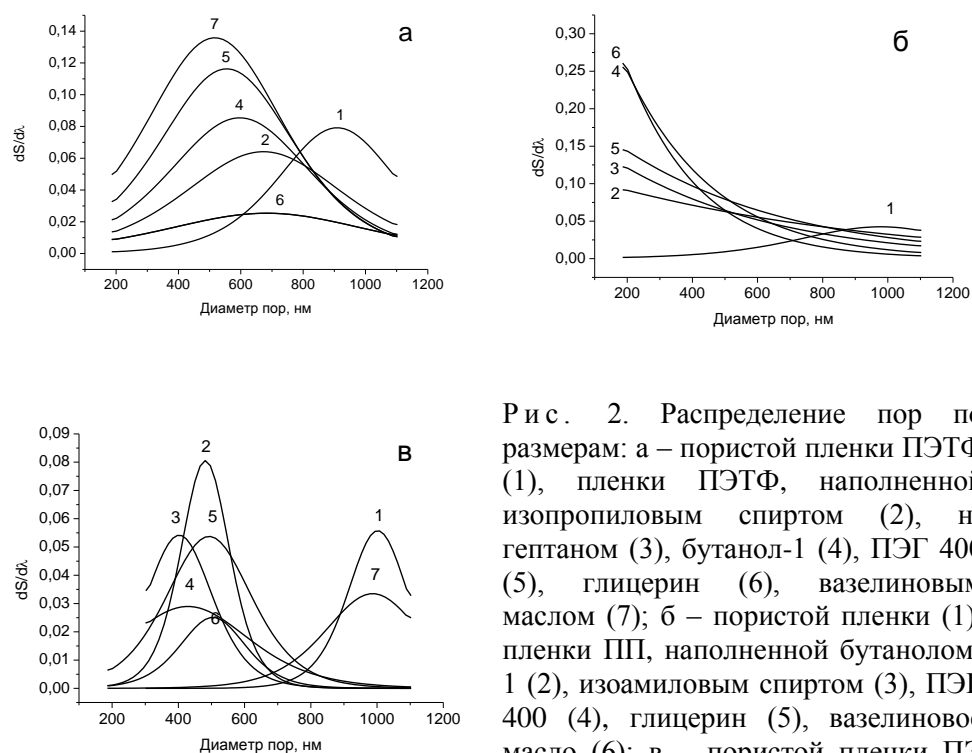 а
7
5
4
2
6
1
0,14
0,12
0,10
0,08
0,06
0,04
0,02
0,00
dS/dλ
200 400 600 800 1000 1200
Диаметр пор, нм
б
6
4
5
3
2
1
0,30
0,25
0,20
0,15
0,10
0,05
0,00
dS/dλ
200 400 600 800 1000 1200
Диаметр пор, нм
в
2
3
5
4
6
1
7
0,09
0,08
0,07
0,06
0,05
0,04
0,03
0,02
0,01
0,00
dS/dλ
200 400 600 800 1000 1200
Диаметр пор, нм
Рис. 2. Распределение пор по
размерам: а – пористой пленки ПЭТФ
(1), пленки ПЭТФ, наполненной
изопропиловым спиртом (2), н-
гептаном (3), бутанол-1 (4), ПЭГ 400
(5), глицерин (6), вазелиновым
маслом (7); б – пористой пленки (1)
пленки ПП, наполненной бутанолом
1 (2), изоамиловым спиртом (3), ПЭГ
400 (4), глицерин (5), вазелиновое
масло (6); в – пористой пленки ПЭ